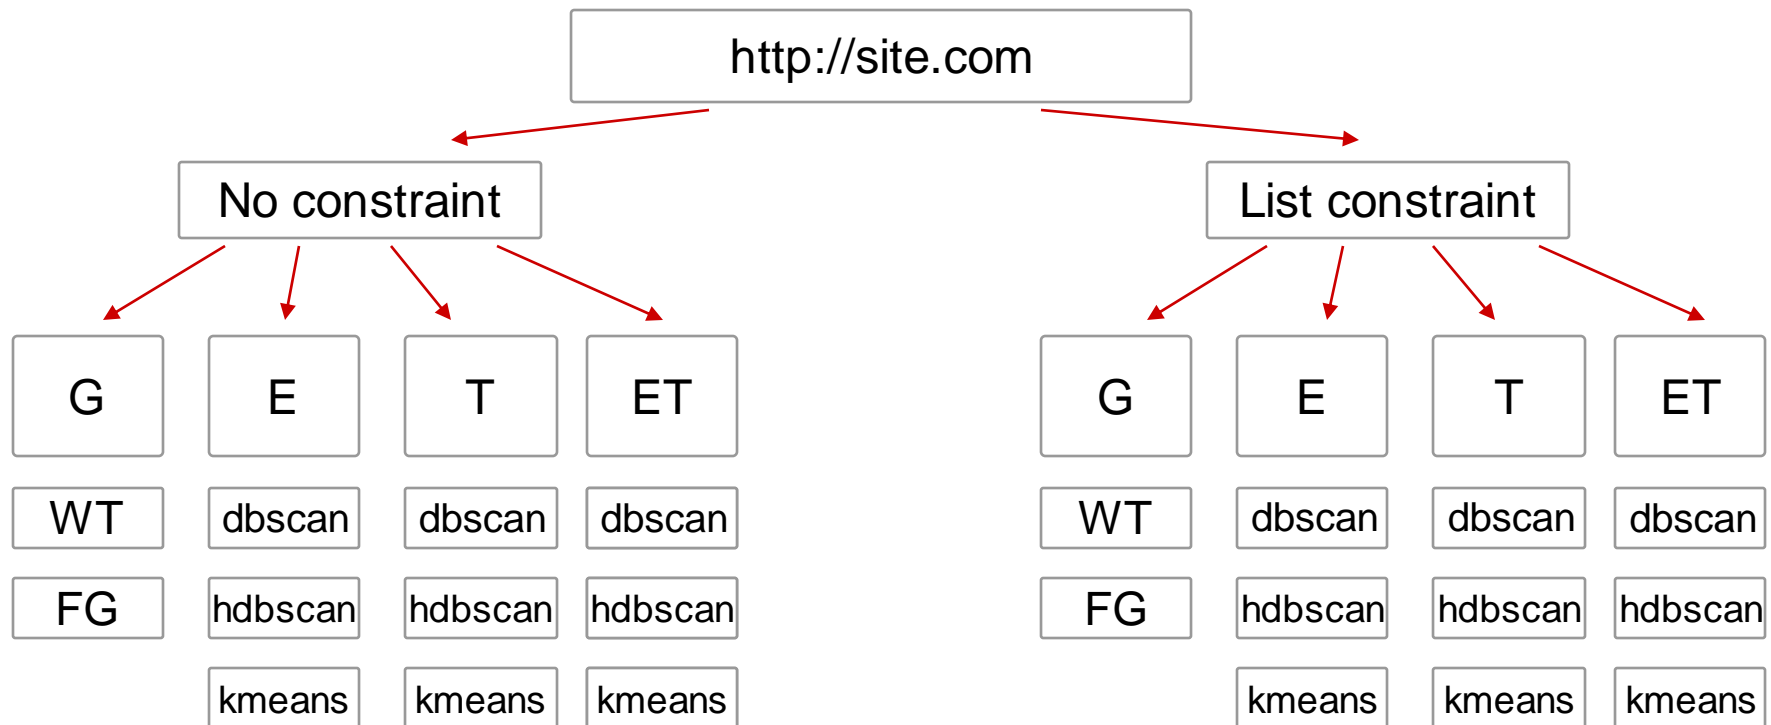 http://site.com
No constraint
List constraint
G E T ET G E T ET
WT dbscan dbscan dbscan WT dbscan dbscan dbscan
FG hdbscan hdbscan hdbscan FG hdbscan hdbscan hdbscan
kmeans kmeans kmeans kmeans kmeans kmeans